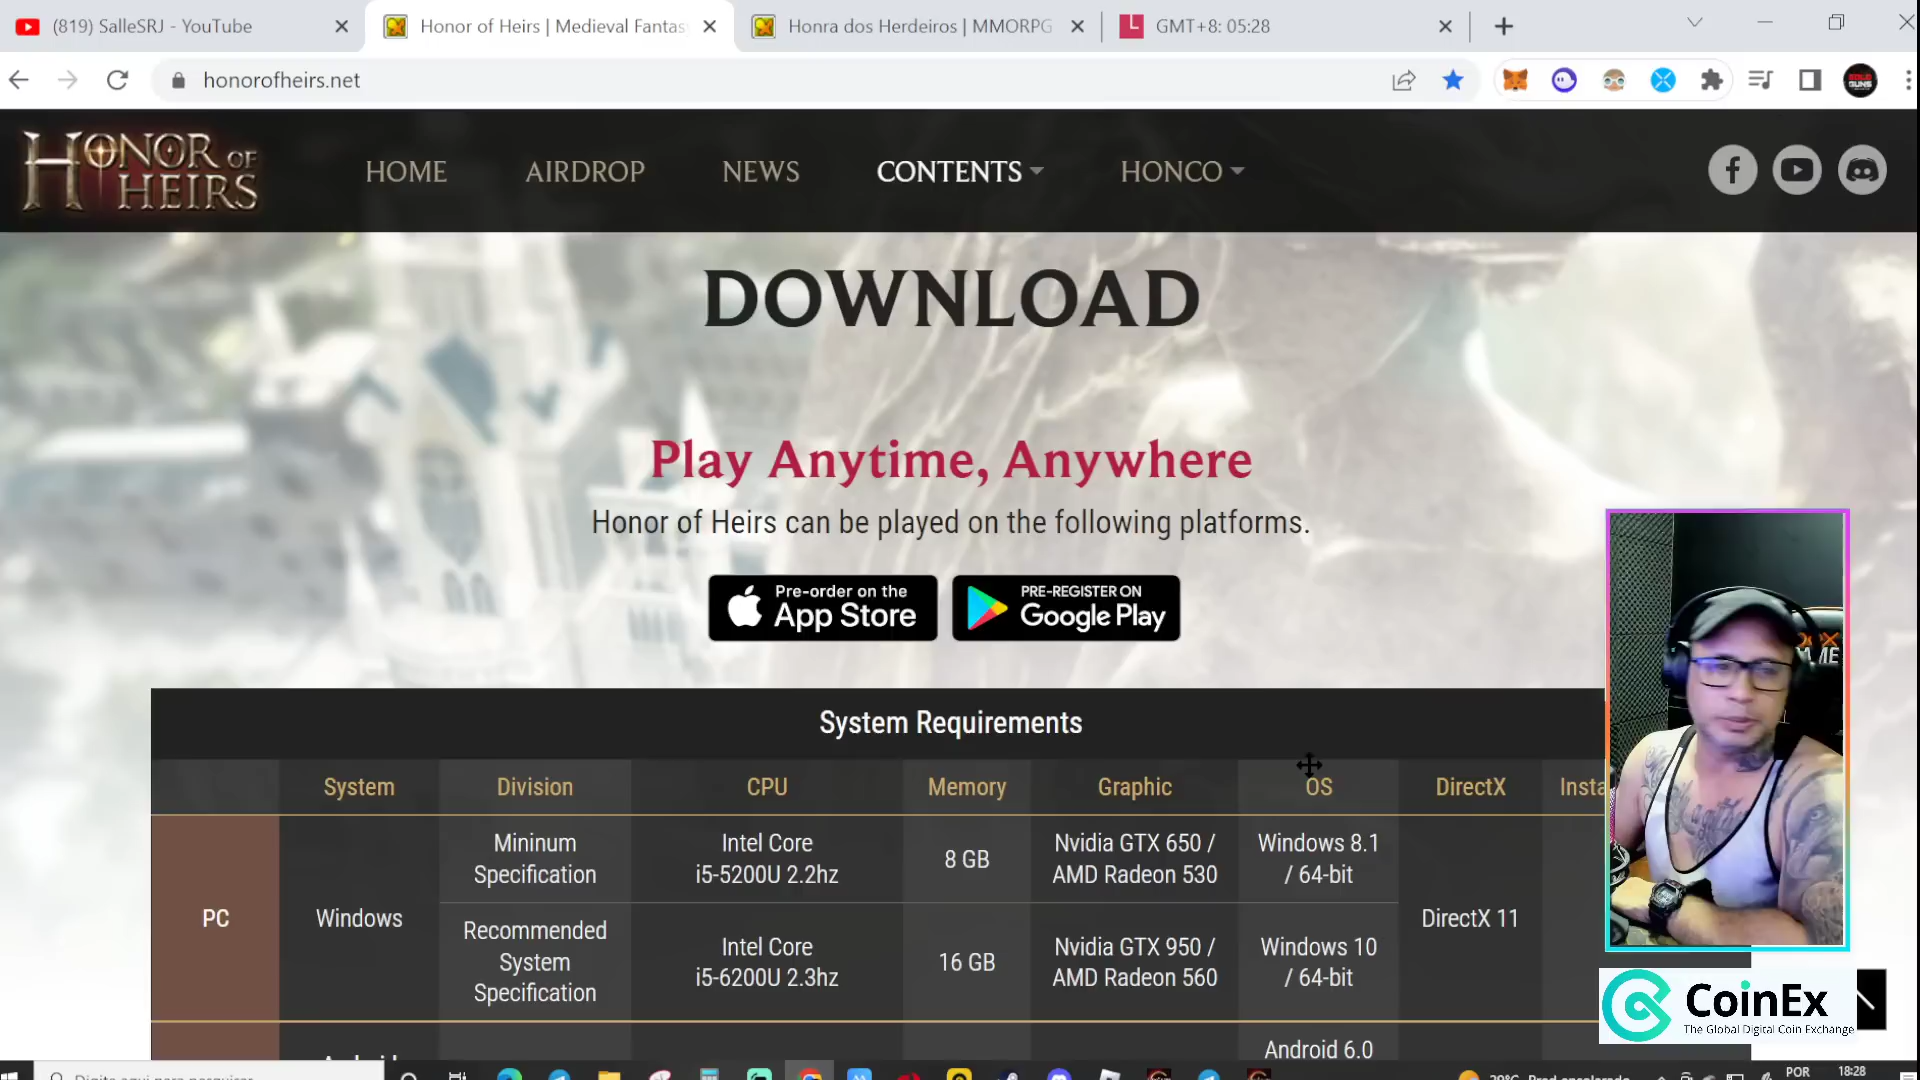 (819) SalleSRJ - YouTube
Honor of Heirs | Medieval Fantas
Honra dos Herdeiros | MMORPG
GMT+8: 05:28
honorofheirs.net
HONOR OF HEIRS
HOME
AIRDROP
NEWS
CONTENTS
HONCO
DOWNLOAD
Play Anytime, Anywhere
Honor of Heirs can be played on the following platforms.
Pre-order on the
App Store
PRE-REGISTER ON
Google Play
System Requirements
System
Division
CPU
Memory
Graphic
OS
DirectX
Insta
PC
Windows
Mininum
Specification
Intel Core
i5-5200U 2.2hz
8 GB
Nvidia GTX 650 /
AMD Radeon 530
Windows 8.1
/ 64-bit
DirectX 11
Recommended
System
Specification
Intel Core
i5-6200U 2.3hz
16 GB
Nvidia GTX 950 /
AMD Radeon 560
Windows 10
/ 64-bit
Android 6.0
CoinEx
The Global Digital Coin Exchange
POR
18:28